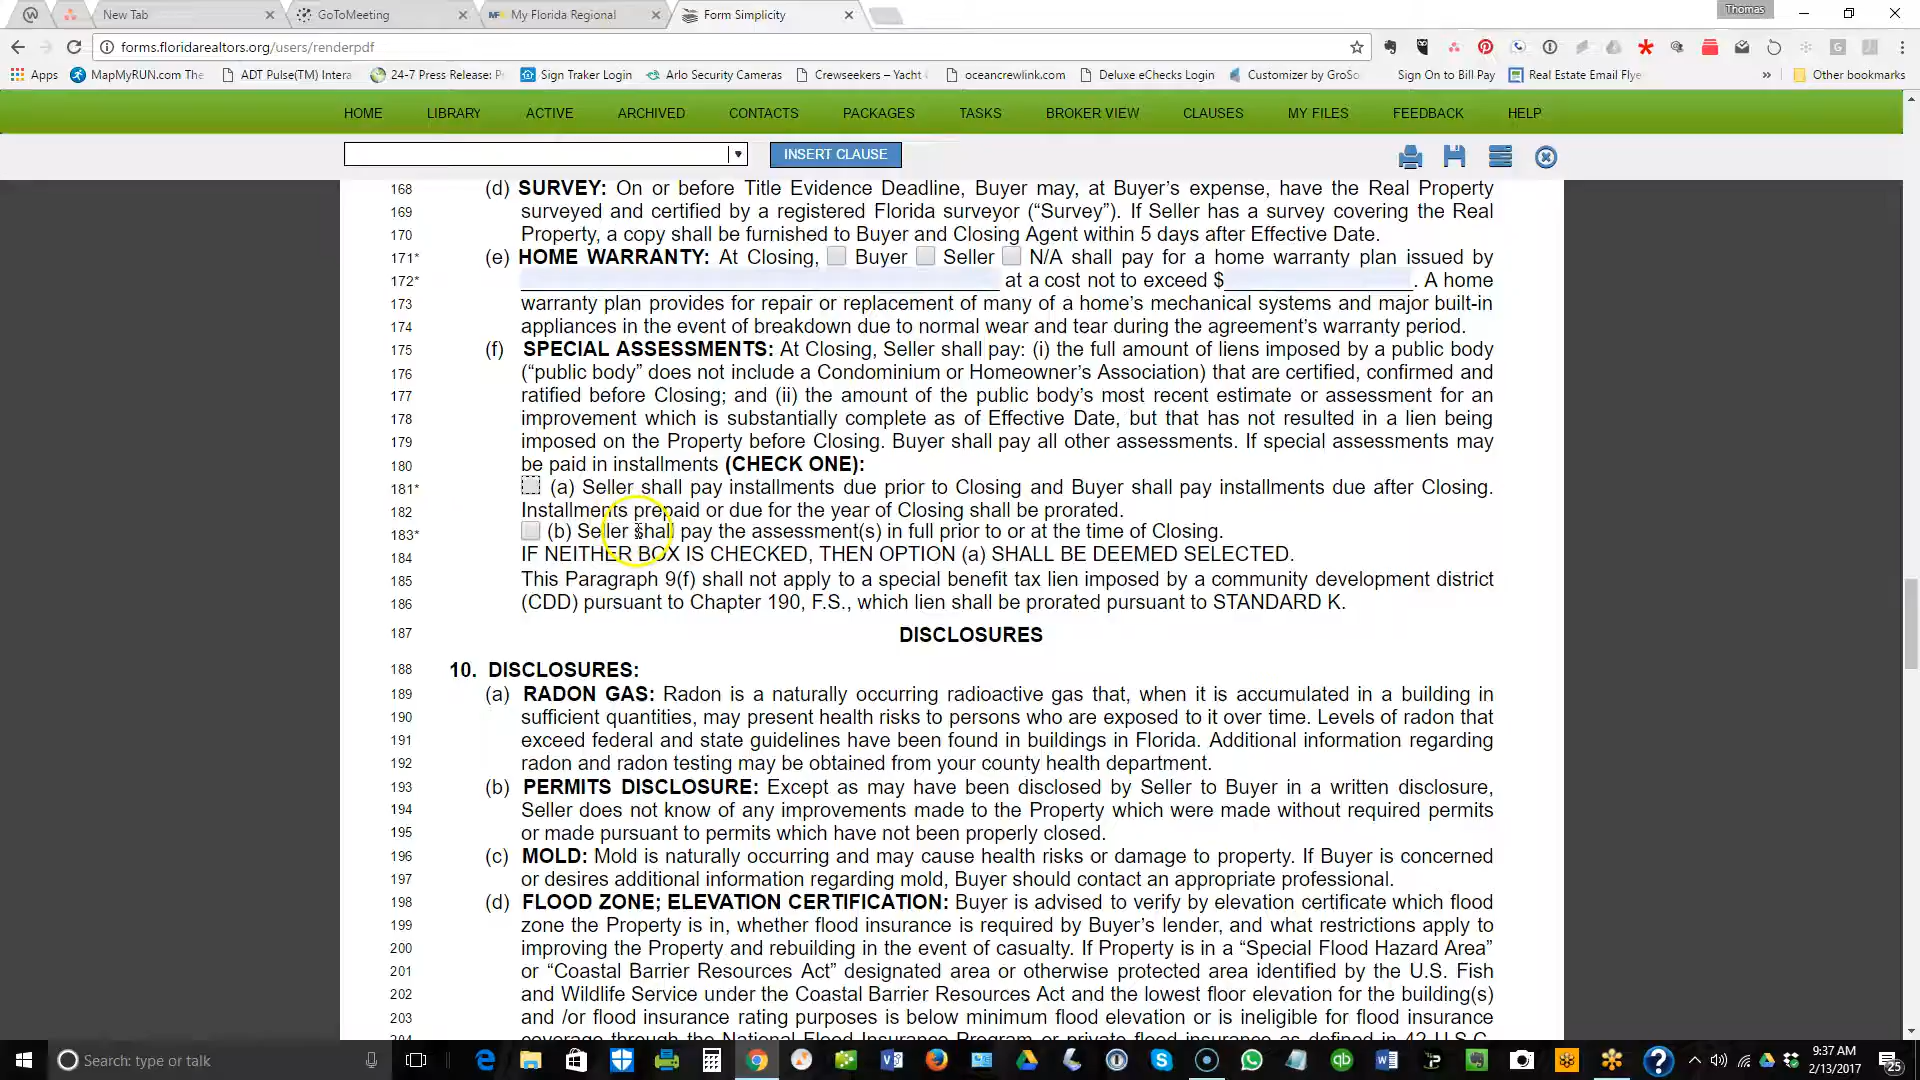 New Tab
GoToMeeting
My Florida Regional
Form Simplicity
Thomas
forms.floridarealtors.org/users/renderpdf
Apps
MapMyRUN.com The
ADT Pulse(TM) Intera
24-7 Press Release: P
Sign Traker Login
Arlo Security Cameras
Crewseekers – Yacht
oceancrewlink.com
Deluxe eChecks Login
Customizer by GroSo
Sign On to Bill Pay
Real Estate Email Flye
»
Other bookmarks
HOME LIBRARY ACTIVE ARCHIVED CONTACTS PACKAGES TASKS BROKER VIEW CLAUSES MY FILES FEEDBACK HELP
INSERT CLAUSE
168 (d) SURVEY: On or before Title Evidence Deadline, Buyer may, at Buyer’s expense, have the Real Property
169 surveyed and certified by a registered Florida surveyor (“Survey”). If Seller has a survey covering the Real
170 Property, a copy shall be furnished to Buyer and Closing Agent within 5 days after Effective Date.
171* (e) HOME WARRANTY: At Closing, Buyer Seller N/A shall pay for a home warranty plan issued by
172* at a cost not to exceed $ . A home
173 warranty plan provides for repair or replacement of many of a home’s mechanical systems and major built-in
174 appliances in the event of breakdown due to normal wear and tear during the agreement’s warranty period.
175 (f) SPECIAL ASSESSMENTS: At Closing, Seller shall pay: (i) the full amount of liens imposed by a public body
176 (“public body” does not include a Condominium or Homeowner’s Association) that are certified, confirmed and
177 ratified before Closing; and (ii) the amount of the public body’s most recent estimate or assessment for an
178 improvement which is substantially complete as of Effective Date, but that has not resulted in a lien being
179 imposed on the Property before Closing. Buyer shall pay all other assessments. If special assessments may
180 be paid in installments (CHECK ONE):
181* (a) Seller shall pay installments due prior to Closing and Buyer shall pay installments due after Closing.
182 Installments prepaid or due for the year of Closing shall be prorated.
183* (b) Seller shall pay the assessment(s) in full prior to or at the time of Closing.
184 IF NEITHER BOX IS CHECKED, THEN OPTION (a) SHALL BE DEEMED SELECTED.
185 This Paragraph 9(f) shall not apply to a special benefit tax lien imposed by a community development district
186 (CDD) pursuant to Chapter 190, F.S., which lien shall be prorated pursuant to STANDARD K.
187 DISCLOSURES
188 10. DISCLOSURES:
189 (a) RADON GAS: Radon is a naturally occurring radioactive gas that, when it is accumulated in a building in
190 sufficient quantities, may present health risks to persons who are exposed to it over time. Levels of radon that
191 exceed federal and state guidelines have been found in buildings in Florida. Additional information regarding
192 radon and radon testing may be obtained from your county health department.
193 (b) PERMITS DISCLOSURE: Except as may have been disclosed by Seller to Buyer in a written disclosure,
194 Seller does not know of any improvements made to the Property which were made without required permits
195 or made pursuant to permits which have not been properly closed.
196 (c) MOLD: Mold is naturally occurring and may cause health risks or damage to property. If Buyer is concerned
197 or desires additional information regarding mold, Buyer should contact an appropriate professional.
198 (d) FLOOD ZONE; ELEVATION CERTIFICATION: Buyer is advised to verify by elevation certificate which flood
199 zone the Property is in, whether flood insurance is required by Buyer’s lender, and what restrictions apply to
200 improving the Property and rebuilding in the event of casualty. If Property is in a “Special Flood Hazard Area”
201 or “Coastal Barrier Resources Act” designated area or otherwise protected area identified by the U.S. Fish
202 and Wildlife Service under the Coastal Barrier Resources Act and the lowest floor elevation for the building(s)
203 and /or flood insurance rating purposes is below minimum flood elevation or is ineligible for flood insurance
204 coverage through the National Flood Insurance Program or private flood insurance as defined in 42 U.S.C.
Search: type or talk
9:37 AM
2/13/2017
25